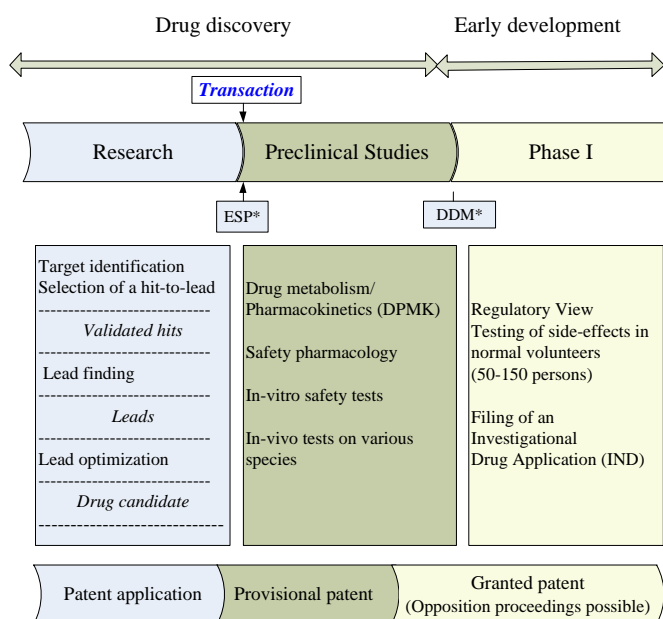 Drug discovery
Early development
Transaction
Research
Preclinical Studies
Phase I
ESP*
DDM*
Target identification
Selection of a hit-to-lead
-----------------------------
Validated hits
-----------------------------
Lead finding
-----------------------------
Leads
-----------------------------
Lead optimization
-----------------------------
Drug candidate
-------------------------------
Drug metabolism/
Pharmacokinetics (DPMK)
Safety pharmacology
In-vitro safety tests
In-vivo tests on various
species
Regulatory View
Testing of side-effects in
normal volunteers
(50-150 persons)
Filing of an
Investigational
Drug Application (IND)
Patent application
Provisional patent
Granted patent
(Opposition proceedings possible)